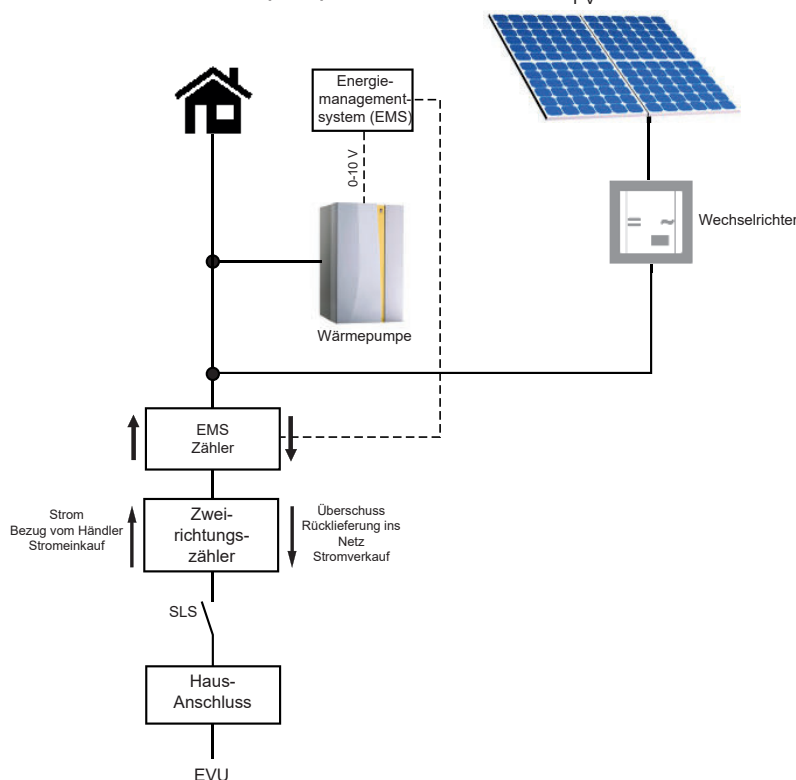 PV
Energie-
management-
system (EMS)
0-10 V
Wechselrichter
Wärmepumpe
EMS
Zähler
Strom
Bezug vom Händler
Stromeinkauf
Zwei-
richtungs-
zähler
Überschuss
Rücklieferung ins
Netz
Stromverkauf
SLS
Haus-
Anschluss
EVU